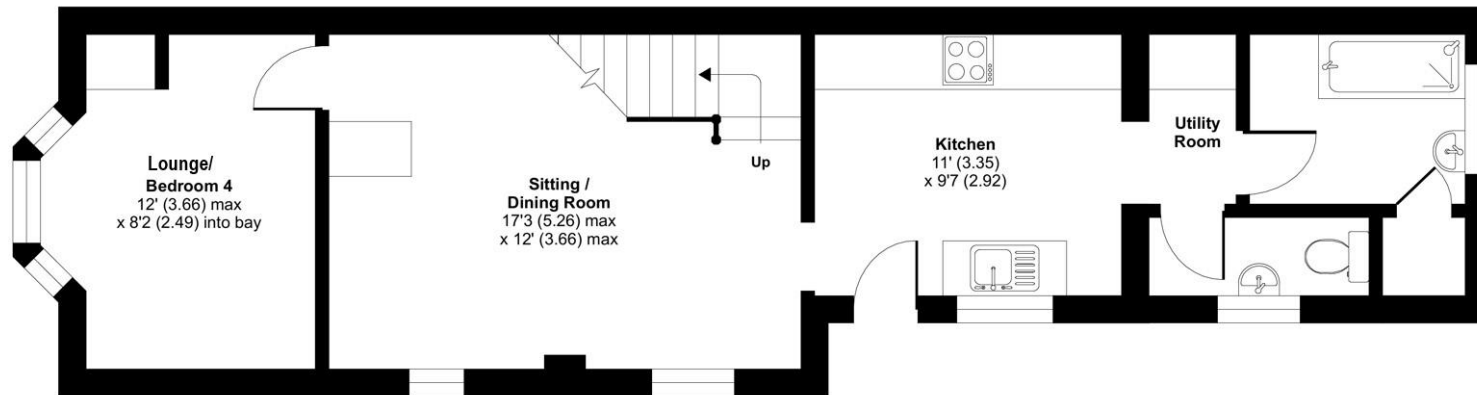 Lounge/
Bedroom 4
12' (3.66) max
x 8'2 (2.49) into bay
Sitting /
Dining Room
17'3 (5.26) max
x 12' (3.66) max
Up
Kitchen
11' (3.35)
x 9'7 (2.92)
Utility
Room